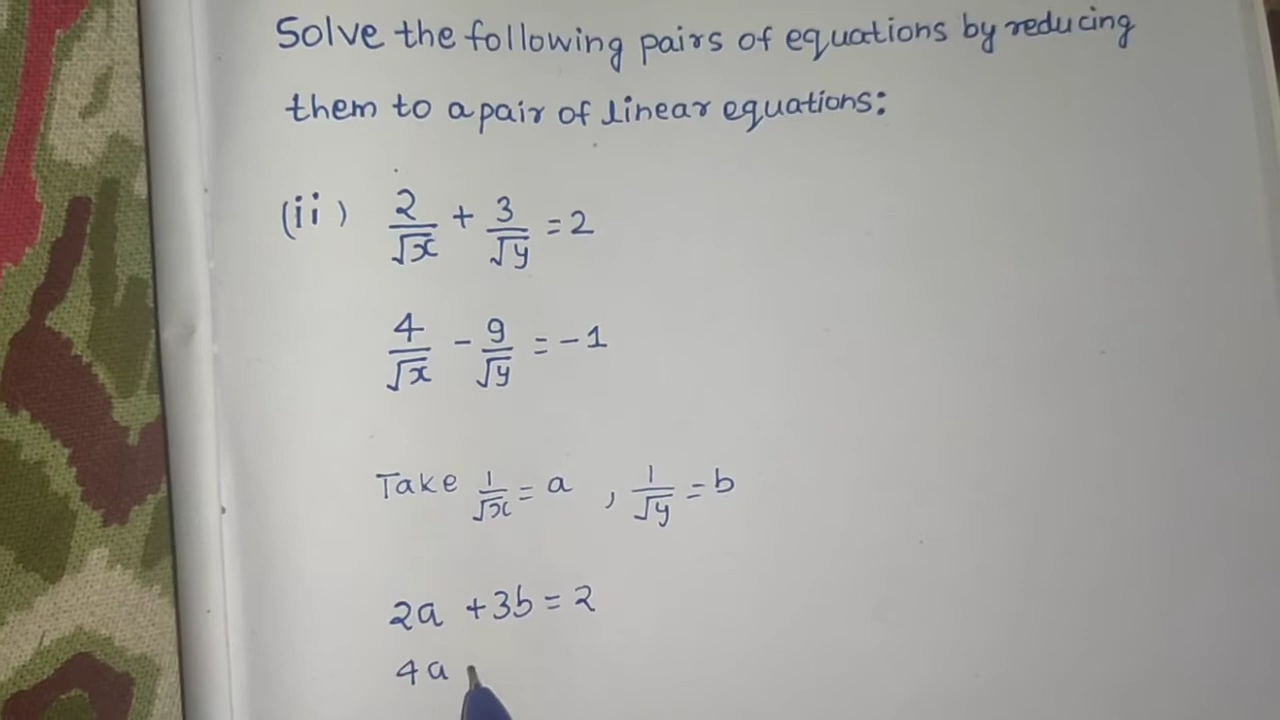 Solve the following pairs of equations by reducing
them to a pair of linear equations:
(ii) 2/√x + 3/√y = 2
4/√x - 9/√y = -1
Take 1/√x = a , 1/√y = b
2a + 3b = 2
4a